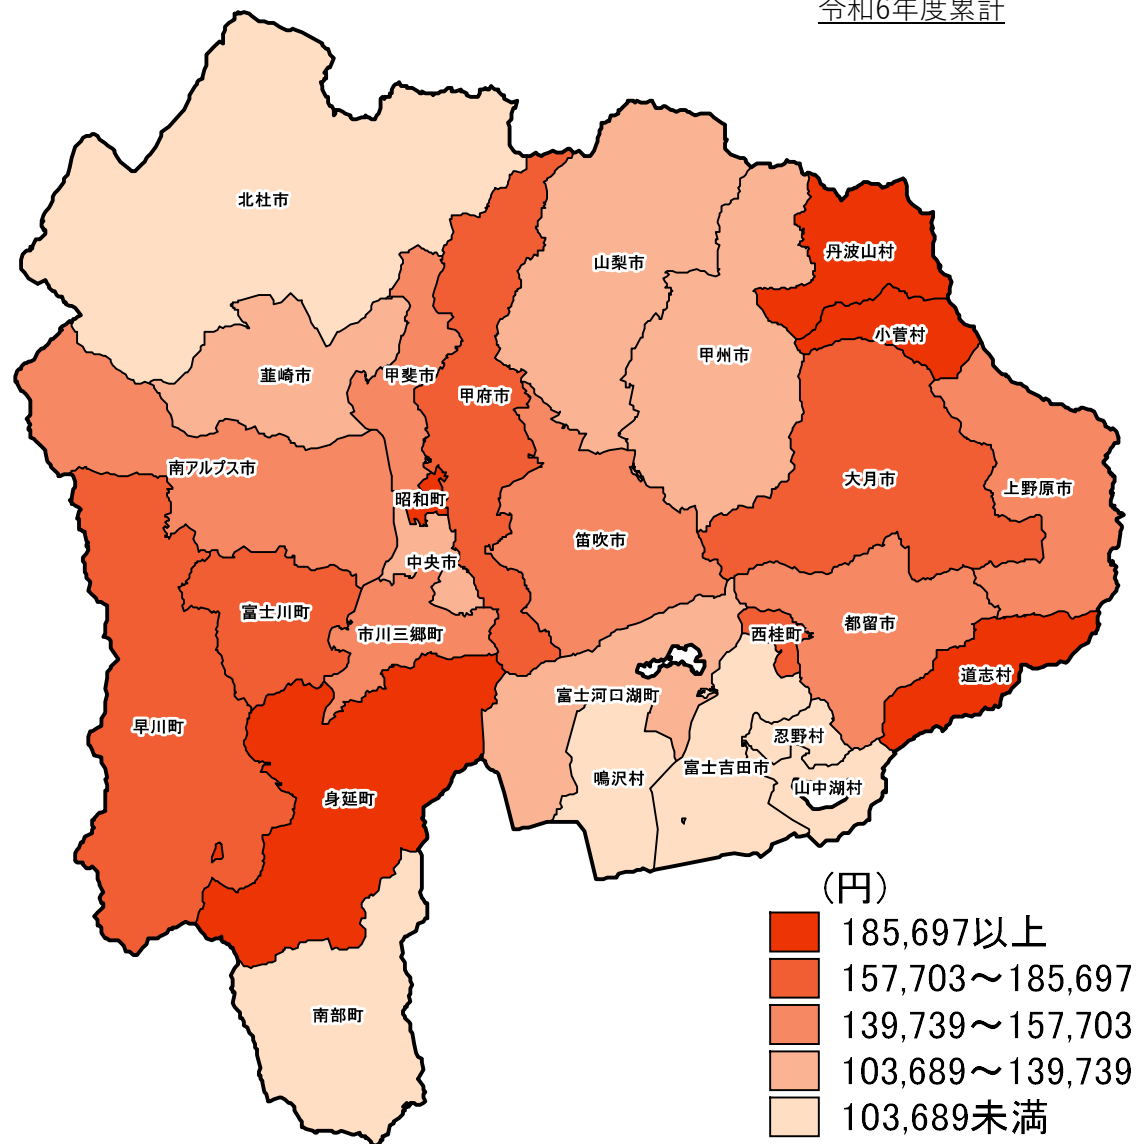 令和6年度累計
北杜市
丹波山村
山梨市
小菅村
甲州市
韮崎市
甲斐市
甲府市
南アルプス市
大月市
上野原市
昭和町
笛吹市
中央市
富士川町
市川三郷町
西桂町
都留市
道志村
富士河口湖町
早川町
忍野村
富士吉田市
鳴沢村
山中湖村
身延町
南部町
(円)
185,697以上
157,703～185,697
139,739～157,703
103,689～139,739
103,689未満